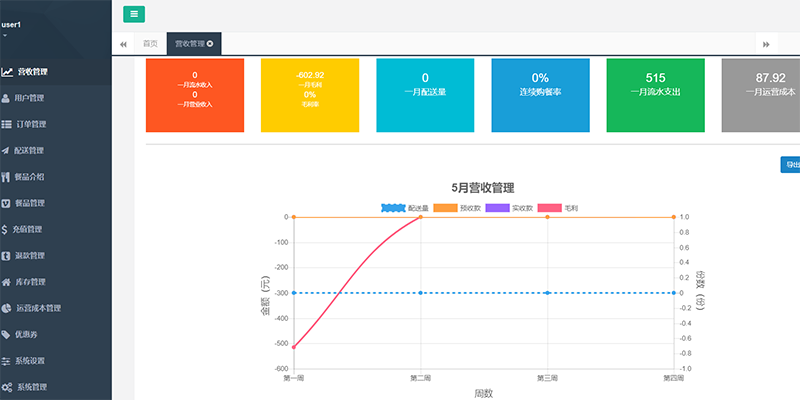 user1
首页
营收管理
营收管理
用户管理
订单管理
配送管理
餐品介绍
餐品管理
充值管理
退款管理
库存管理
运营成本管理
优惠券
系统设置
系统管理
0
一月流水收入
0
一月营业收入
-602.92
一月毛利
0%
毛利率
0
一月配送量
0%
连续购餐率
515
一月流水支出
87.92
一月运营成本
导出
5月营收管理
配送量 预收款 实收款 毛利
金额（元）
0
-100
-200
-300
-400
-500
-600
1.0
0.8
0.6
0.4
0.2
0
-0.2
-0.4
-0.6
-0.8
-1.0
份数（份）
第一周 第二周 第三周 第四周
周数